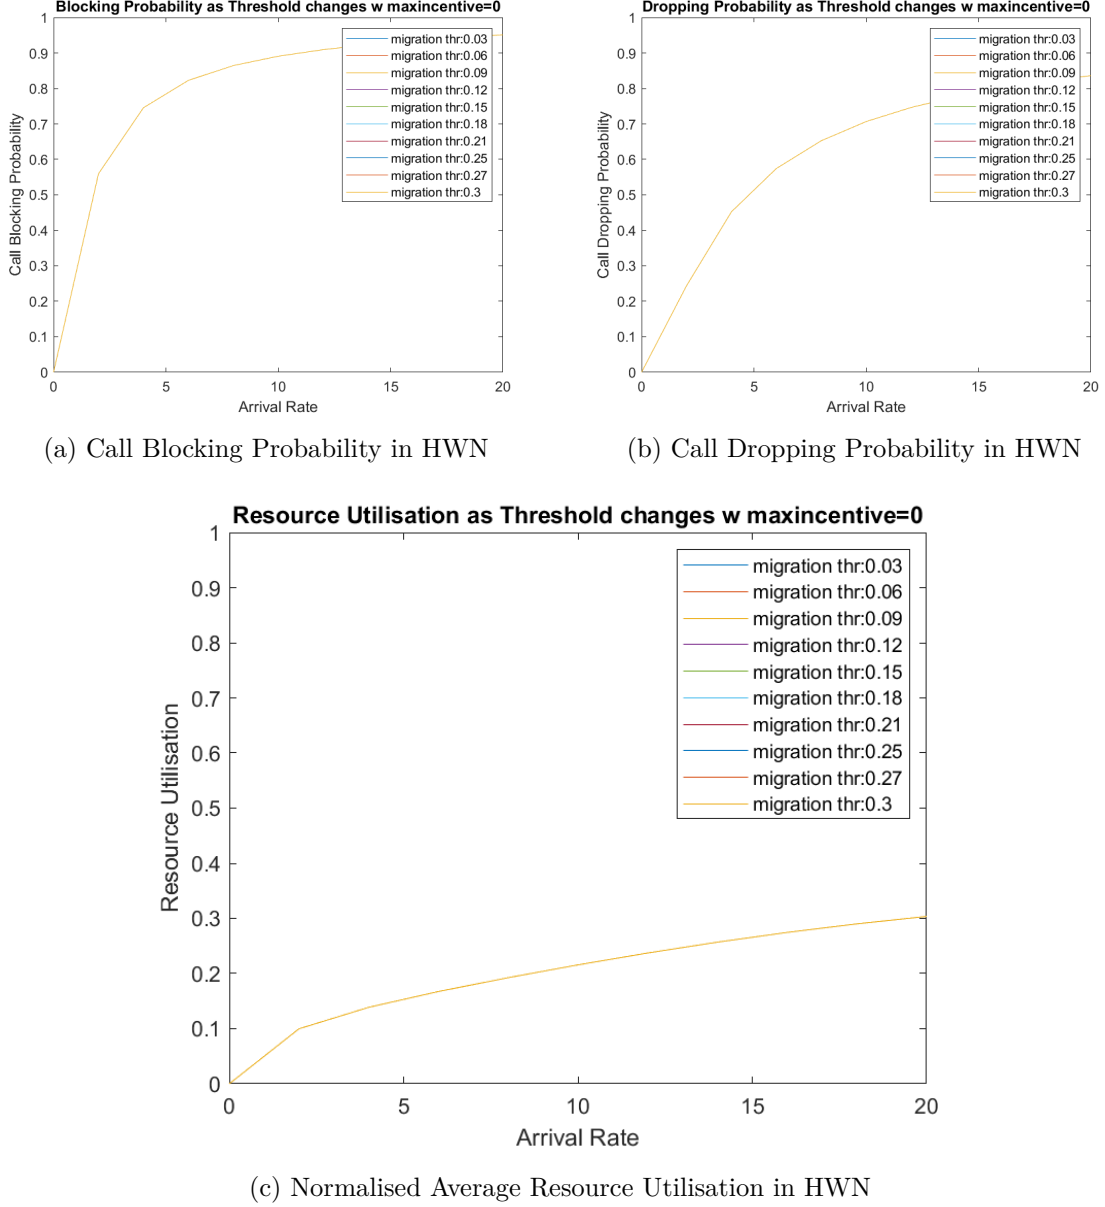 Blocking Probability as Threshold changes w maxincentive=0
1
0.9
0.8
0.7
0.6
0.5
0.4
0.3
0.2
0.1
0
Call Blocking Probability
migration thr:0.03
migration thr:0.06
migration thr:0.09
migration thr:0.12
migration thr:0.15
migration thr:0.18
migration thr:0.21
migration thr:0.25
migration thr:0.27
migration thr:0.3
0 5 10 15 20
Arrival Rate
(a) Call Blocking Probability in HWN
Dropping Probability as Threshold changes w maxincentive=0
1
0.9
0.8
0.7
0.6
0.5
0.4
0.3
0.2
0.1
0
Call Dropping Probability
migration thr:0.03
migration thr:0.06
migration thr:0.09
migration thr:0.12
migration thr:0.15
migration thr:0.18
migration thr:0.21
migration thr:0.25
migration thr:0.27
migration thr:0.3
0 5 10 15 20
Arrival Rate
(b) Call Dropping Probability in HWN
Resource Utilisation as Threshold changes w maxincentive=0
1
0.9
0.8
0.7
0.6
0.5
0.4
0.3
0.2
0.1
0
Resource Utilisation
migration thr:0.03
migration thr:0.06
migration thr:0.09
migration thr:0.12
migration thr:0.15
migration thr:0.18
migration thr:0.21
migration thr:0.25
migration thr:0.27
migration thr:0.3
0 5 10 15 20
Arrival Rate
(c) Normalised Average Resource Utilisation in HWN